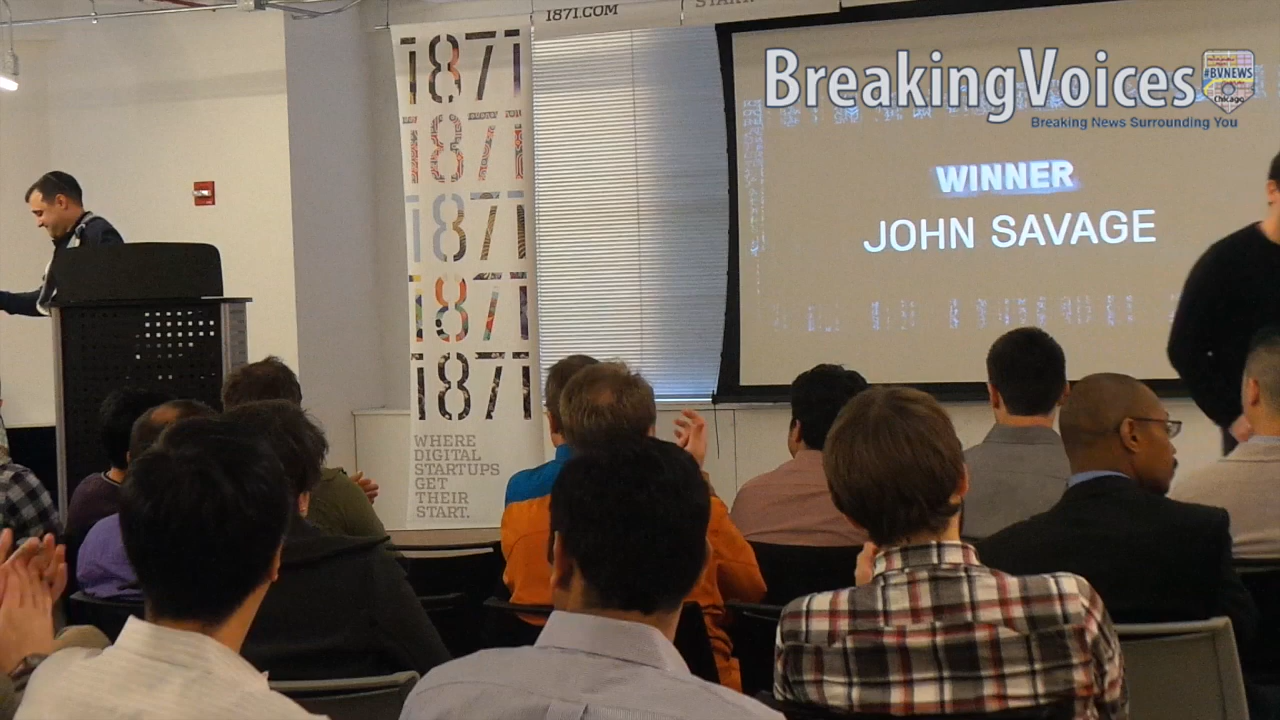 1871.COM
START.
1871
1871
1871
1871
1871
WHERE
DIGITAL
STARTUPS
GET
THEIR
START.
BreakingVoices
#BVNEWS
Chicago
Breaking News Surrounding You
WINNER
JOHN SAVAGE